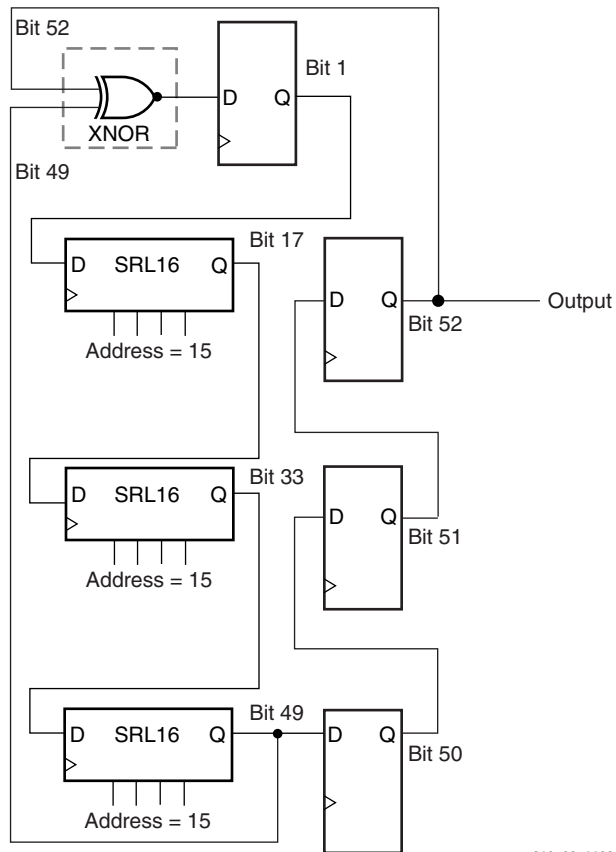 Bit 52
XNOR
Bit 49
D Q
Bit 1
D SRL16 Q
Bit 17
Address = 15
D Q
Bit 52
Output
D SRL16 Q
Bit 33
Address = 15
D Q
Bit 51
D SRL16 Q
Bit 49
Address = 15
D Q
Bit 50